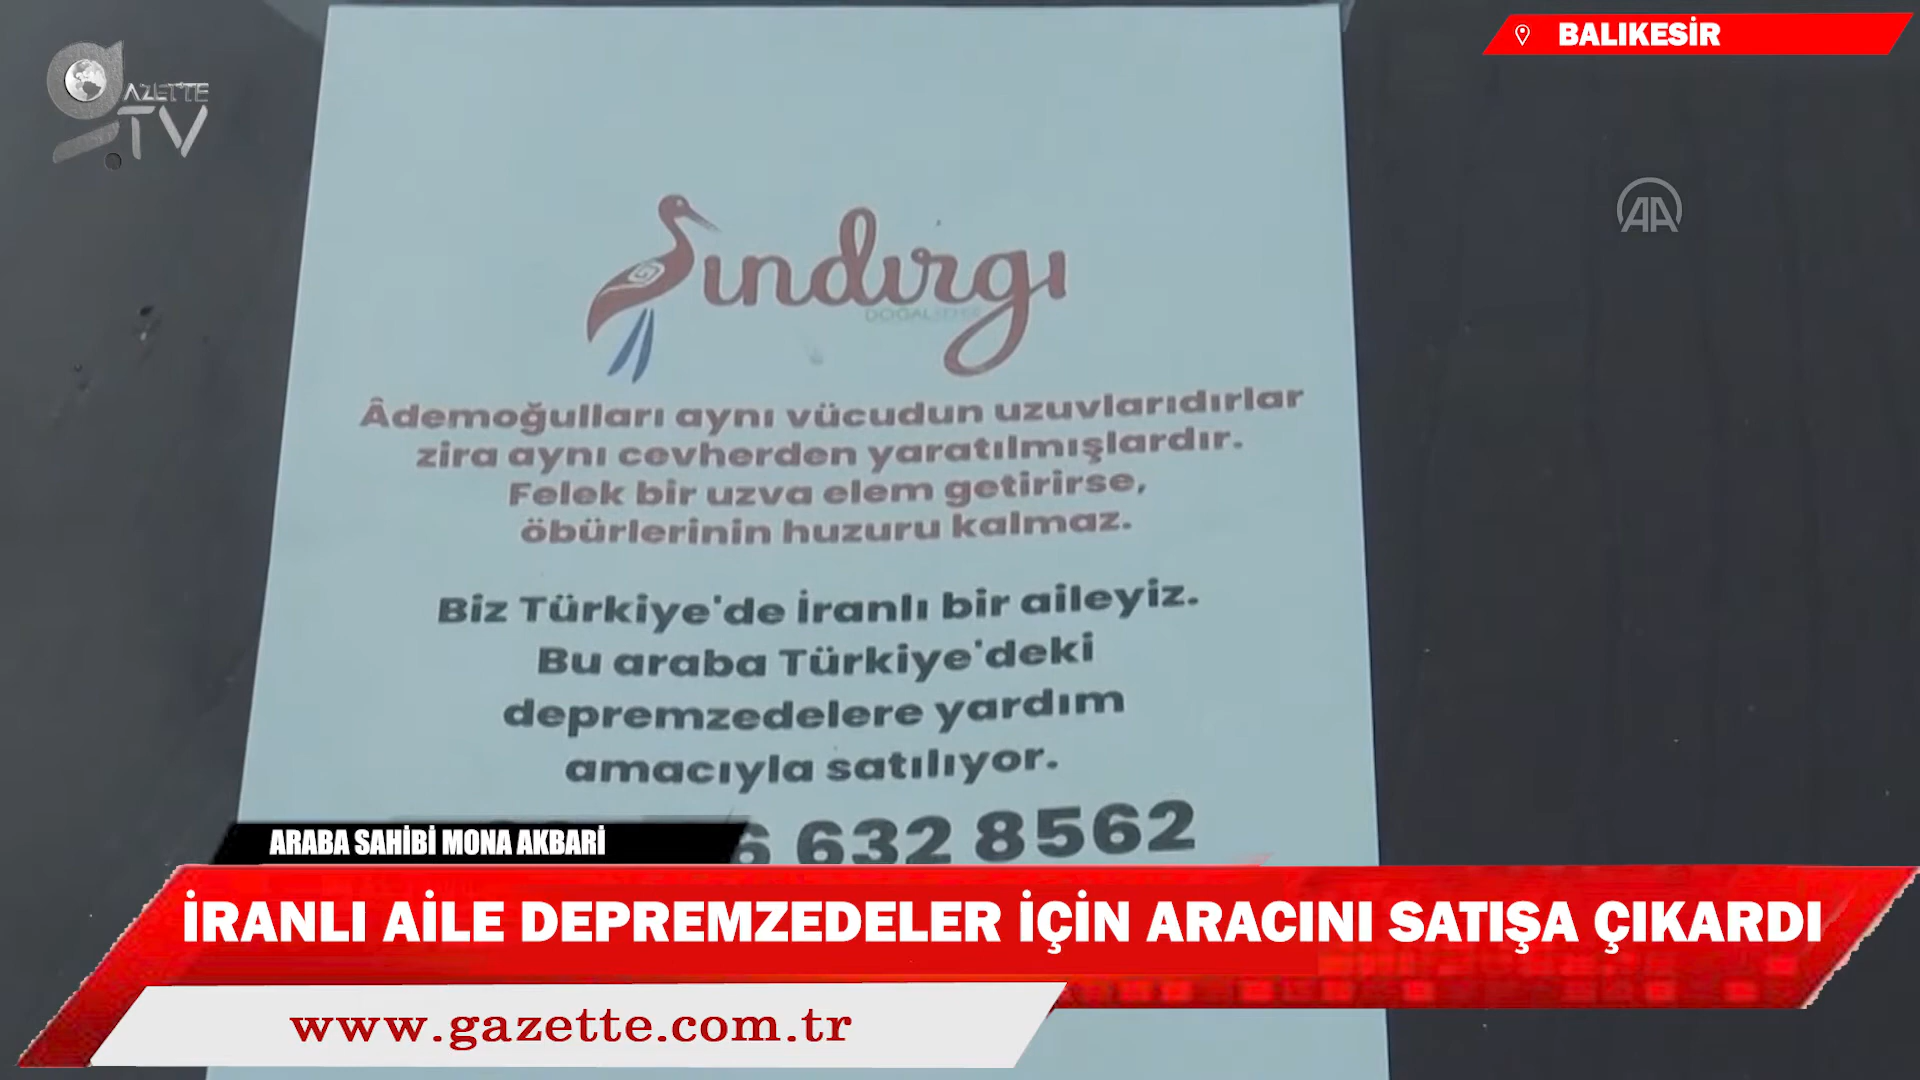 BALIKESİR
GAZETTE
TV
AA
Sındırgı
DOĞAL
Âdemoğulları aynı vücudun uzuvlarıdırlar
zira aynı cevherden yaratılmışlardır.
Felek bir uzva elem getirirse,
öbürlerinin huzuru kalmaz.
Biz Türkiye'de İranlı bir aileyiz.
Bu araba Türkiye'deki
depremzedelere yardım
amacıyla satılıyor.
6 632 8562
ARABA SAHİBİ MONA AKBARİ
İRANLI AİLE DEPREMZEDELER İÇİN ARACINI SATIŞA ÇIKARDI
www.gazette.com.tr